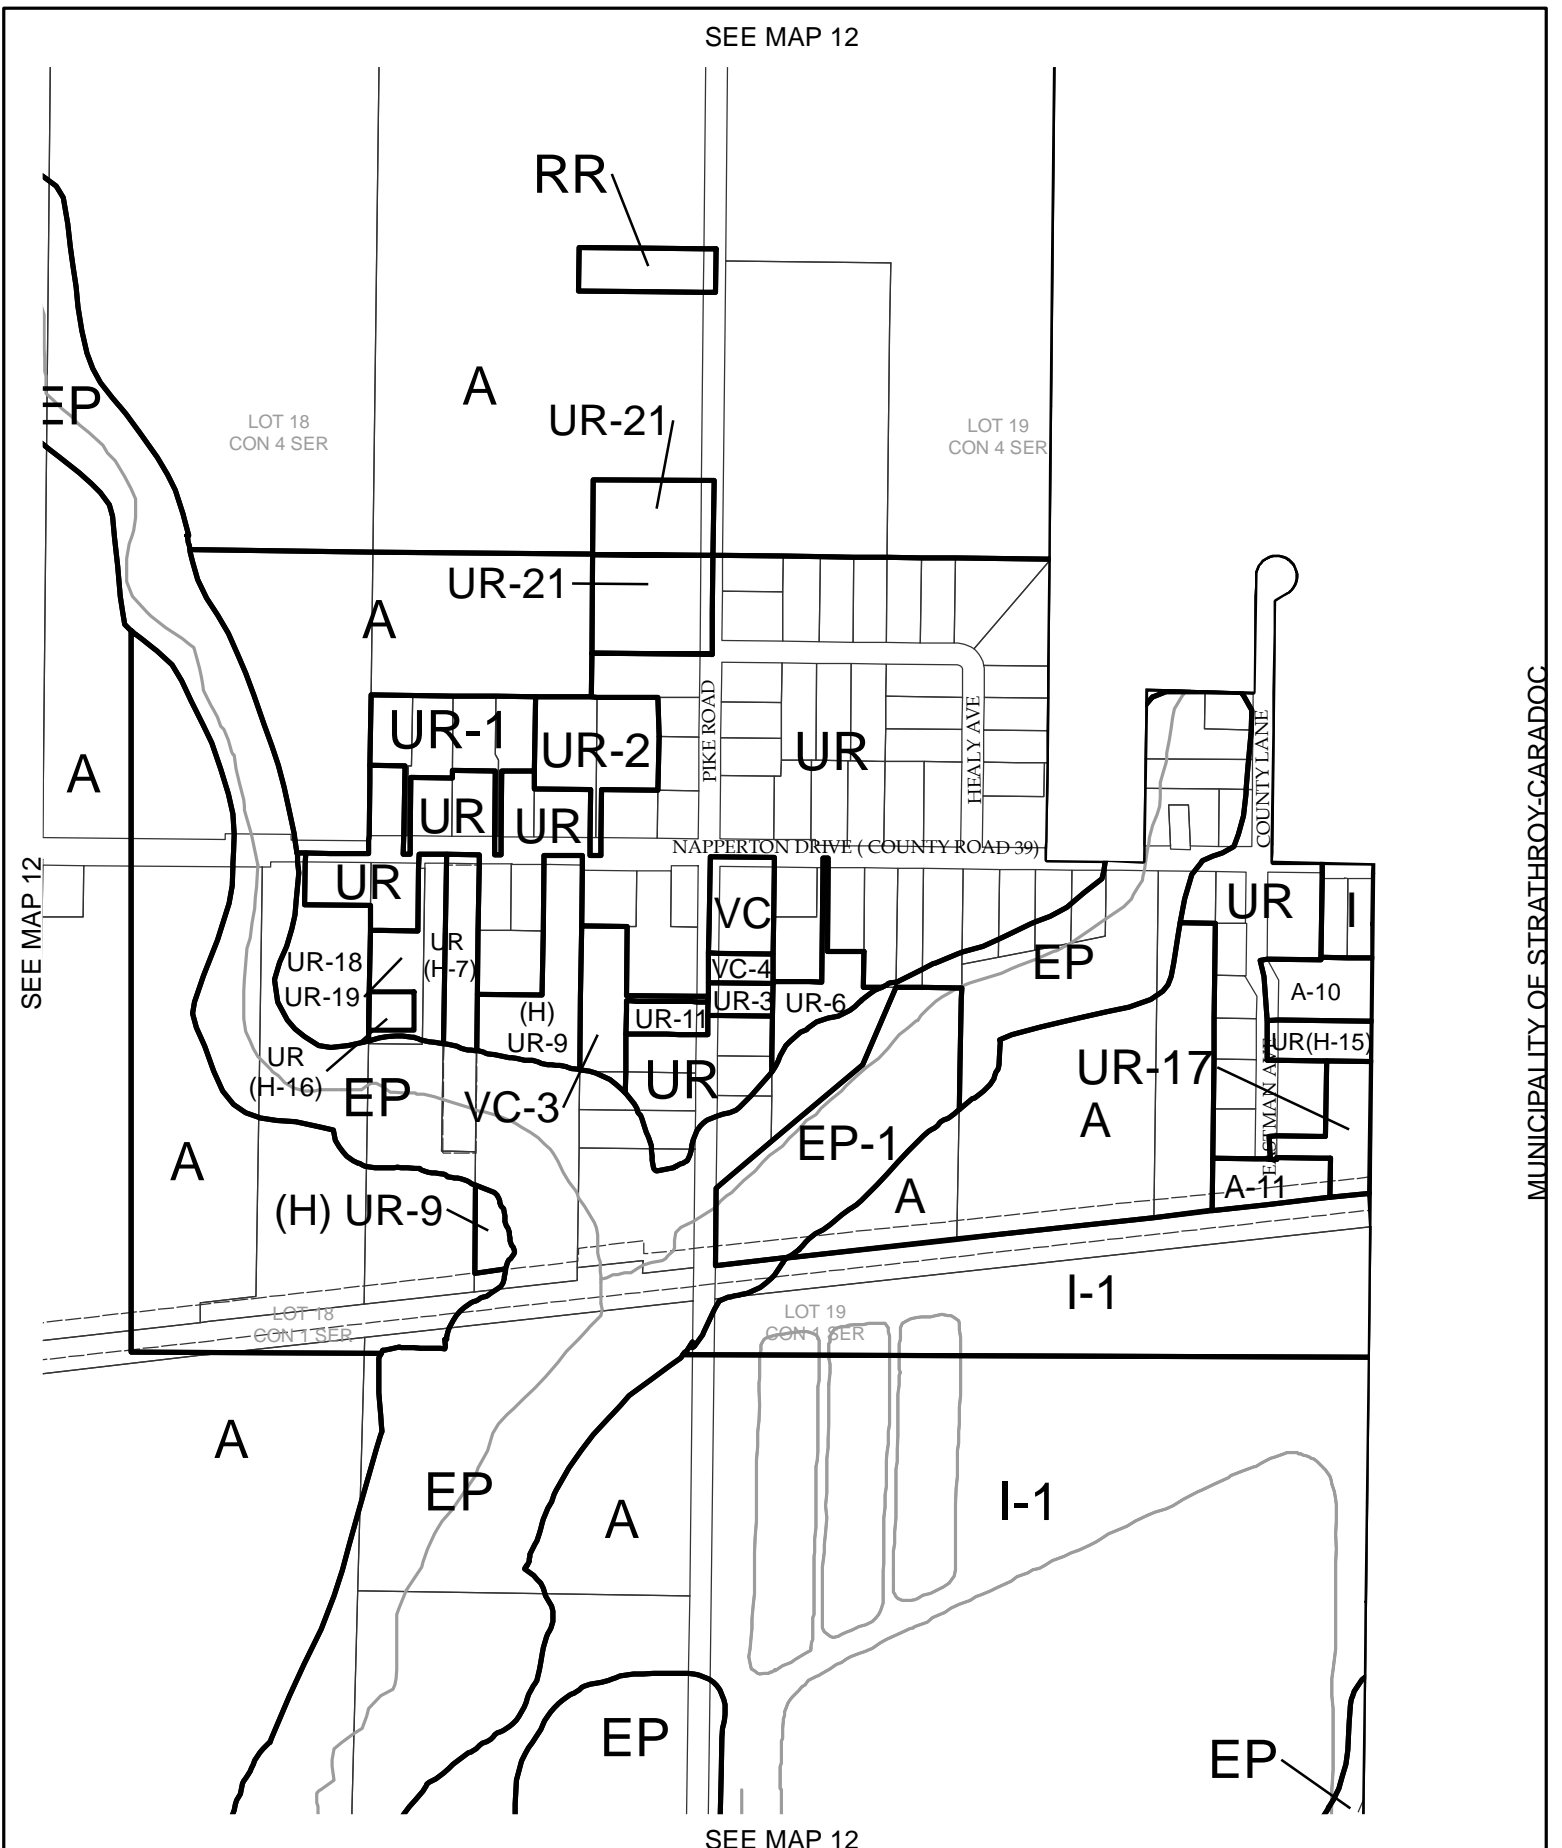 SEE MAP 12
RR
EP
A
LOT 18
CON 4 SER
UR-21
LOT 19
CON 4 SER
UR-21
A
MUNICIPALITY OF STRATHROY-CARADOC
PIKE ROAD
HEALY AVE
COUNTY LANE
UR-1
UR-2
UR
A
UR
UR
NAPPERTON DRIVE ( COUNTY ROAD 39)
SEE MAP 12
UR
VC
UR
I
UR
(H-7)
UR-18
UR-19
VC-4
EP
A-10
(H)
UR-9
UR-3
UR-6
UR-11
UR(H-15)
UR
(H-16)
EP
VC-3
UR
UR-17
EASTMAN AVE
A
EP-1
A
A-11
A
(H) UR-9
I-1
LOT 18
CON 1 SER
LOT 19
CON 1 SER
A
EP
A
I-1
EP
EP
SEE MAP 12